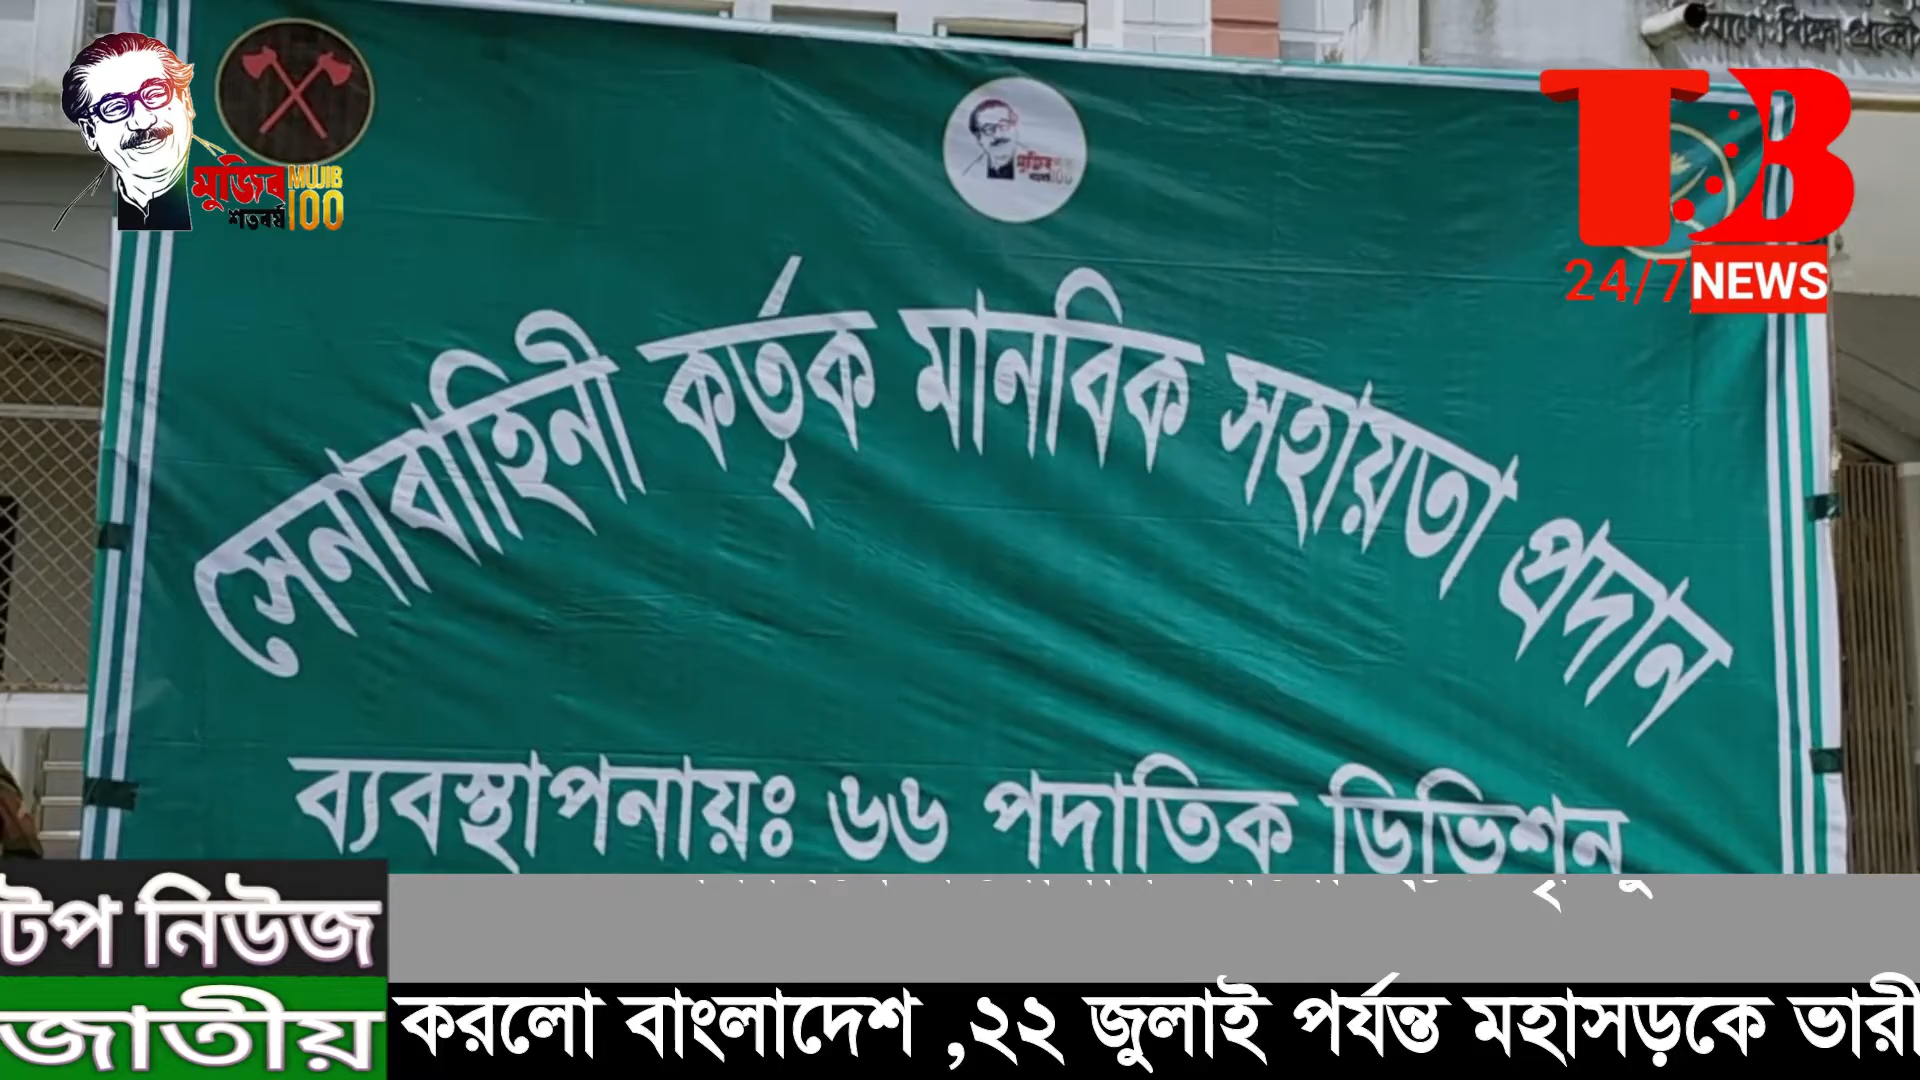 মুজিব MUJIB
শতবর্ষ 100
TB
24/7 NEWS
সেনাবাহিনী কর্তৃক মানবিক সহায়তা প্রদান
ব্যবস্থাপনায়ঃ ৬৬ পদাতিক ডিভিশন
টপ নিউজ
জাতীয়
করলো বাংলাদেশ ,২২ জুলাই পর্যন্ত মহাসড়কে ভারী